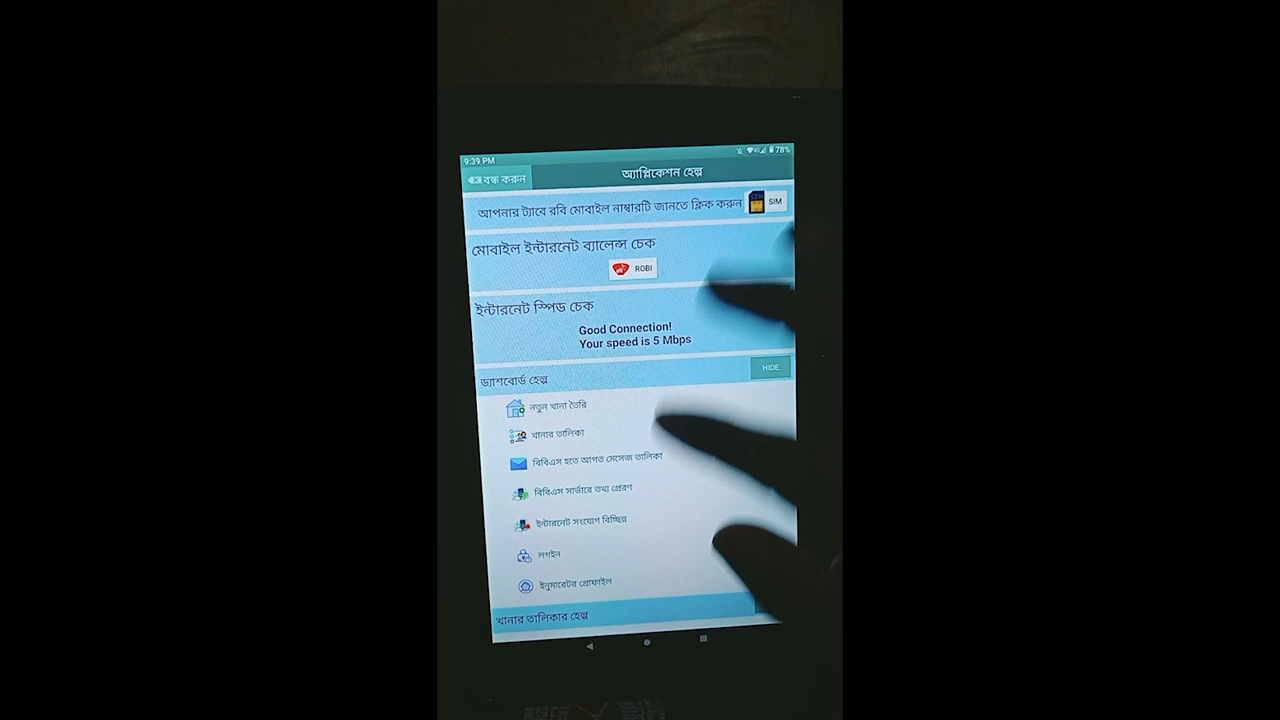 9:39 PM
4G 78%
বন্ধ করুন
অ্যাপ্লিকেশন হেল্প
আপনার ট্যাবে রবি মোবাইল নাম্বারটি জানতে ক্লিক করুন
SIM
মোবাইল ইন্টারনেট ব্যালেন্স চেক
ROBI
ইন্টারনেট স্পিড চেক
Good Connection!
Your speed is 5 Mbps
ড্যাশবোর্ড হেল্প
HIDE
নতুন খানা তৈরি
খানার তালিকা
বিবিএস হতে আগত মেসেজ তালিকা
বিবিএস সার্ভারে তথ্য প্রেরণ
ইন্টারনেট সংযোগ বিচ্ছিন্ন
লগইন
ইনুমারেটর প্রোফাইল
খানার তালিকার হেল্প